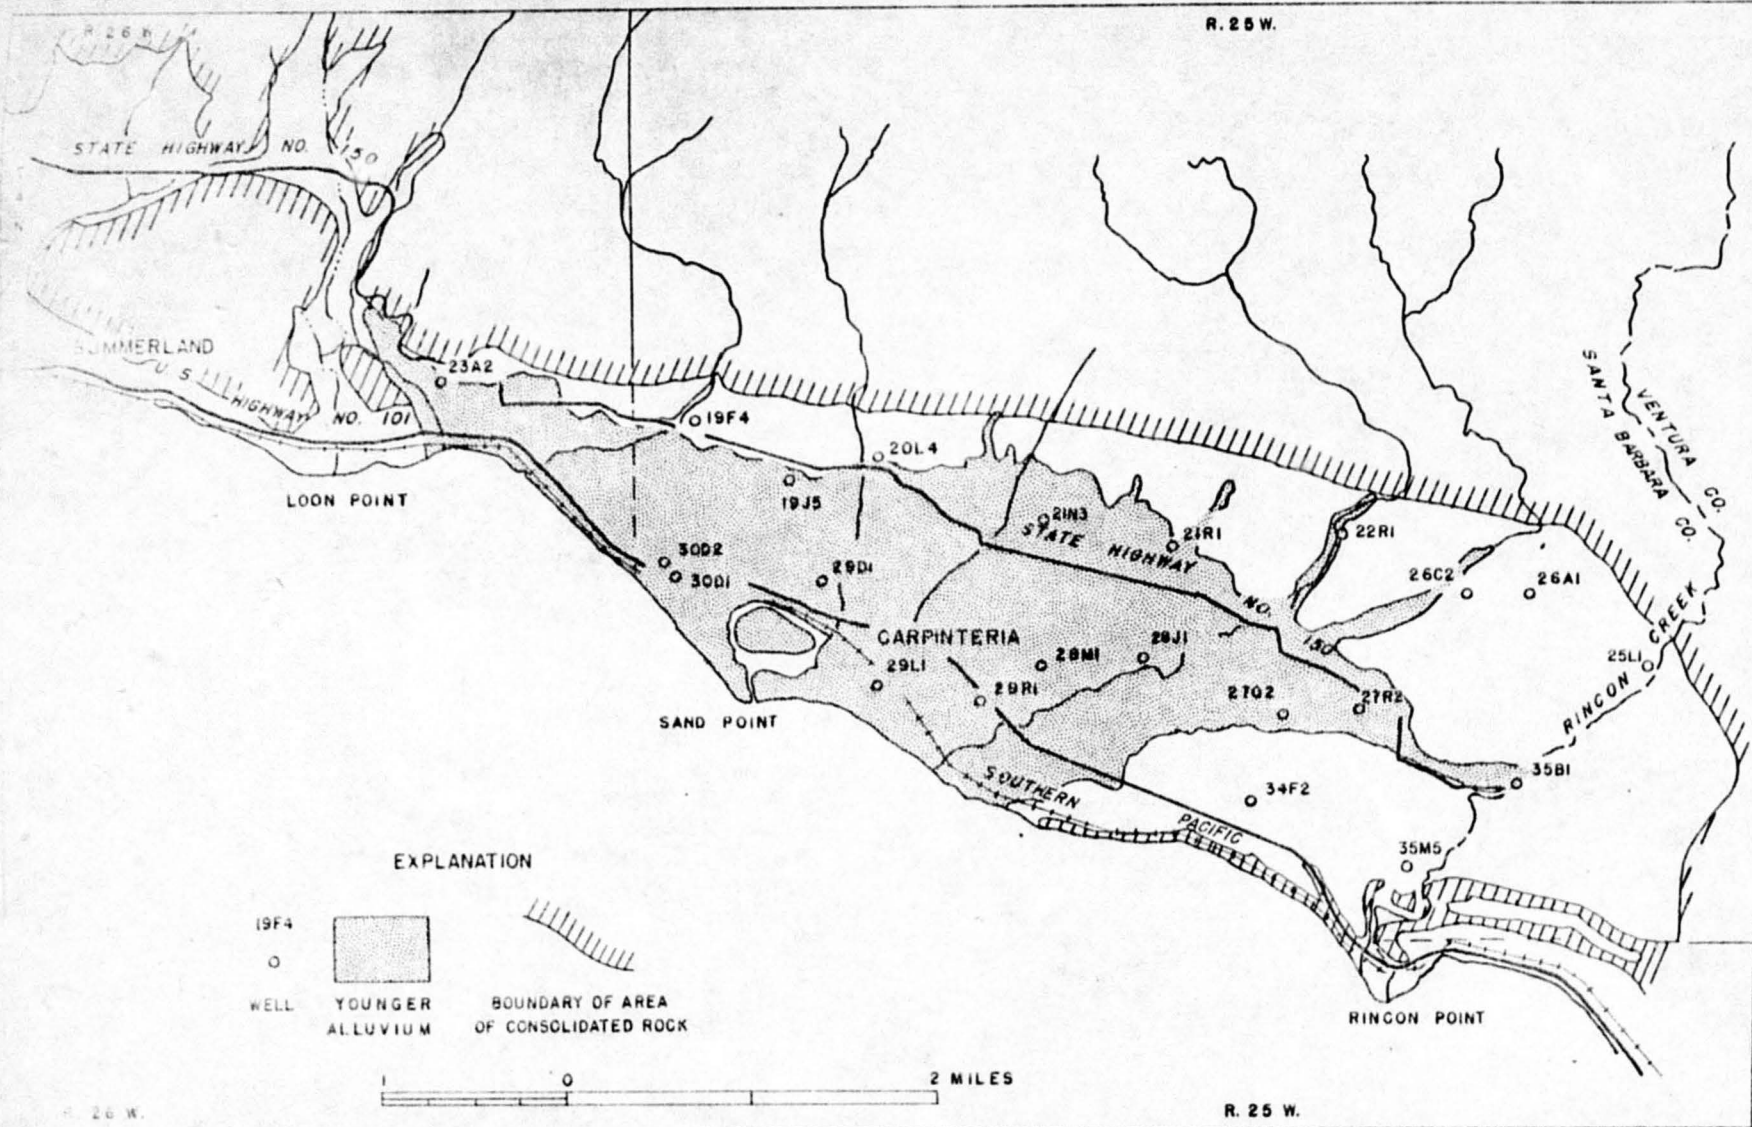 R. 26 W.
R. 25 W.
STATE HIGHWAY NO. 150
SUMMERLAND
U S HIGHWAY NO. 101
23A2
19F4
20L4
LOON POINT
19J5
21N3
21R1
22R1
STATE HIGHWAY NO. 150
30D2
30D1
29D1
26C2
26A1
VENTURA CO.
SANTA BARBARA CO.
CARPINTERIA
28J1
28M1
29L1
29R1
27Q2
27R2
25L1
RINCON CREEK
SAND POINT
35B1
SOUTHERN PACIFIC
34F2
35M5
EXPLANATION
19F4
WELL
YOUNGER
ALLUVIUM
BOUNDARY OF AREA
OF CONSOLIDATED ROCK
RINCON POINT
1 0 2 MILES
R. 26 W.
R. 25 W.